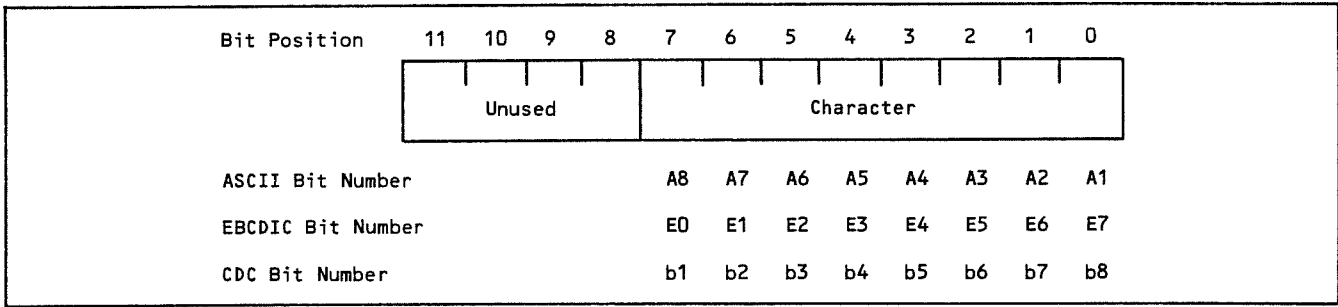 Bit Position 11 10 9 8 7 6 5 4 3 2 1 0
Unused Character
ASCII Bit Number A8 A7 A6 A5 A4 A3 A2 A1
EBCDIC Bit Number E0 E1 E2 E3 E4 E5 E6 E7
CDC Bit Number b1 b2 b3 b4 b5 b6 b7 b8